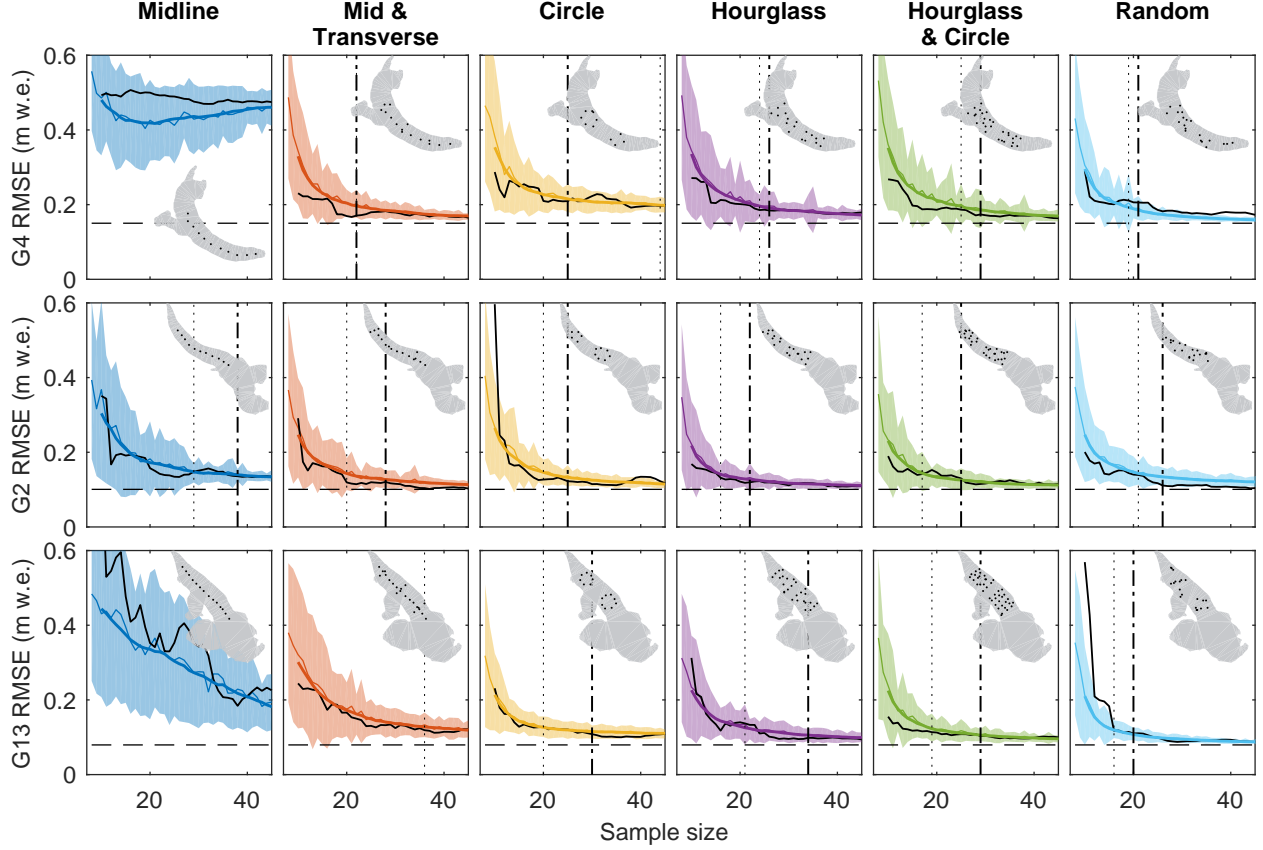 Midline
Mid &
Transverse
Circle
Hourglass
Hourglass
& Circle
Random
G4 RMSE (m w.e.)
0.6
0.4
0.2
0
G2 RMSE (m w.e.)
0.6
0.4
0.2
0
G13 RMSE (m w.e.)
0.6
0.4
0.2
0
20 40
20 40
20 40
20 40
20 40
20 40
Sample size